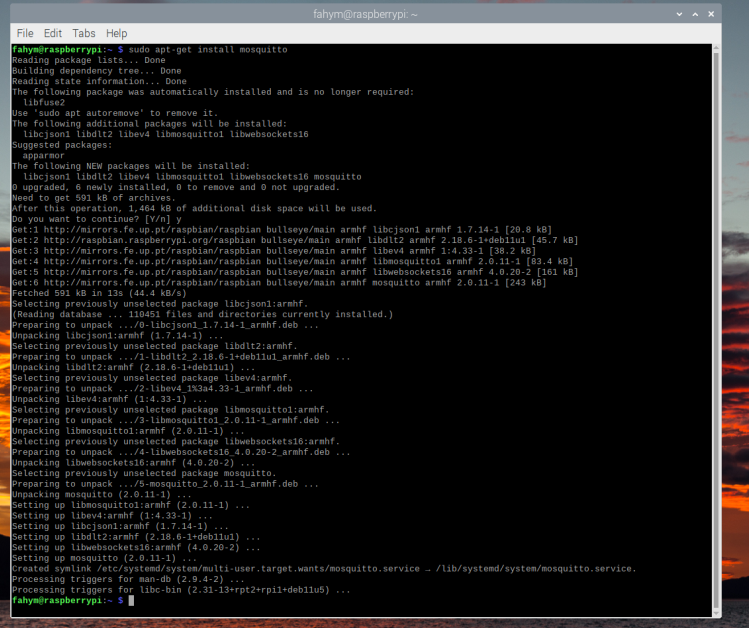 fahym@raspberrypi: ~
File Edit Tabs Help
fahym@raspberrypi:~ $ sudo apt-get install mosquitto
Reading package lists... Done
Building dependency tree... Done
Reading state information... Done
The following package was automatically installed and is no longer required:
libfuse2
Use 'sudo apt autoremove' to remove it.
The following additional packages will be installed:
libcjson1 libdlt2 libev4 libmosquitto1 libwebsockets16
Suggested packages:
apparmor
The following NEW packages will be installed:
libcjson1 libdlt2 libev4 libmosquitto1 libwebsockets16 mosquitto
0 upgraded, 6 newly installed, 0 to remove and 0 not upgraded.
Need to get 591 kB of archives.
After this operation, 1,464 kB of additional disk space will be used.
Do you want to continue? [Y/n] y
Get:1 http://mirrors.fe.up.pt/raspbian/raspbian bullseye/main armhf libcjson1 armhf 1.7.14-1 [20.8 kB]
Get:2 http://raspbian.raspberrypi.org/raspbian bullseye/main armhf libdlt2 armhf 2.18.6-1+deb11u1 [45.7 kB]
Get:3 http://mirrors.fe.up.pt/raspbian/raspbian bullseye/main armhf libev4 armhf 1:4.33-1 [38.2 kB]
Get:4 http://mirrors.fe.up.pt/raspbian/raspbian bullseye/main armhf libmosquitto1 armhf 2.0.11-1 [83.4 kB]
Get:5 http://mirrors.fe.up.pt/raspbian/raspbian bullseye/main armhf libwebsockets16 armhf 4.0.20-2 [161 kB]
Get:6 http://mirrors.fe.up.pt/raspbian/raspbian bullseye/main armhf mosquitto armhf 2.0.11-1 [243 kB]
Fetched 591 kB in 13s (44.4 kB/s)
Selecting previously unselected package libcjson1:armhf.
(Reading database ... 110451 files and directories currently installed.)
Preparing to unpack .../0-libcjson1_1.7.14-1_armhf.deb ...
Unpacking libcjson1:armhf (1.7.14-1) ...
Selecting previously unselected package libdlt2:armhf.
Preparing to unpack .../1-libdlt2_2.18.6-1+deb11u1_armhf.deb ...
Unpacking libdlt2:armhf (2.18.6-1+deb11u1) ...
Selecting previously unselected package libev4:armhf.
Preparing to unpack .../2-libev4_1%3a4.33-1_armhf.deb ...
Unpacking libev4:armhf (1:4.33-1) ...
Selecting previously unselected package libmosquitto1:armhf.
Preparing to unpack .../3-libmosquitto1_2.0.11-1_armhf.deb ...
Unpacking libmosquitto1:armhf (2.0.11-1) ...
Selecting previously unselected package libwebsockets16:armhf.
Preparing to unpack .../4-libwebsockets16_4.0.20-2_armhf.deb ...
Unpacking libwebsockets16:armhf (4.0.20-2) ...
Selecting previously unselected package mosquitto.
Preparing to unpack .../5-mosquitto_2.0.11-1_armhf.deb ...
Unpacking mosquitto (2.0.11-1) ...
Setting up libmosquitto1:armhf (2.0.11-1) ...
Setting up libev4:armhf (1:4.33-1) ...
Setting up libcjson1:armhf (1.7.14-1) ...
Setting up libdlt2:armhf (2.18.6-1+deb11u1) ...
Setting up libwebsockets16:armhf (4.0.20-2) ...
Setting up mosquitto (2.0.11-1) ...
Created symlink /etc/systemd/system/multi-user.target.wants/mosquitto.service → /lib/systemd/system/mosquitto.service.
Processing triggers for man-db (2.9.4-2) ...
Processing triggers for libc-bin (2.31-13+rpt2+rpi1+deb11u5) ...
fahym@raspberrypi:~ $